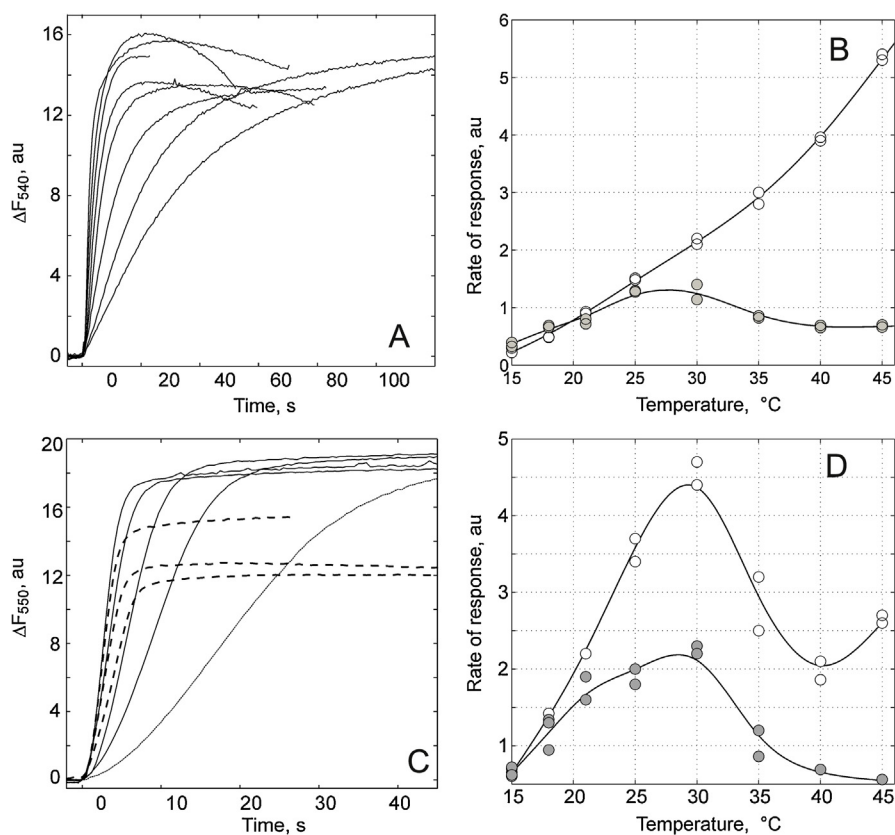 16
12
8
4
0
ΔF540, au
A
0 20 40 60 80 100
Time, s
6
5
4
3
2
1
0
Rate of response, au
B
15 20 25 30 35 40 45
Temperature, °C
20
16
12
8
4
0
ΔF550, au
C
0 10 20 30 40
Time, s
5
4
3
2
1
Rate of response, au
D
15 20 25 30 35 40 45
Temperature, °C